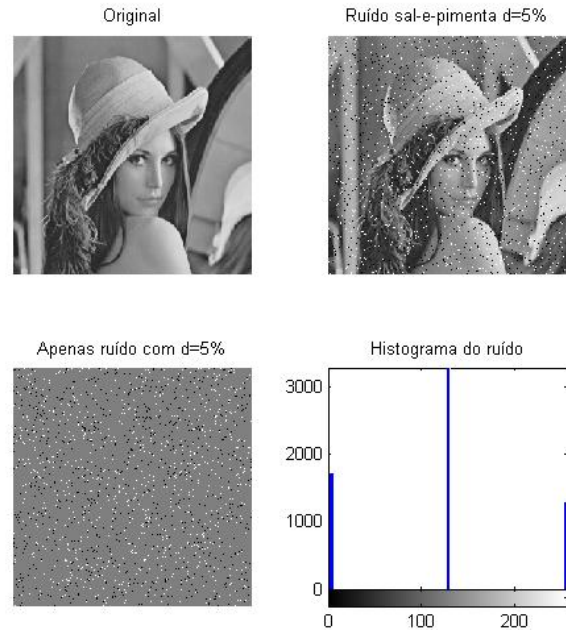 Original
Ruído sal-e-pimenta d=5%
Apenas ruído com d=5%
Histograma do ruído
3000
2000
1000
0
0
100
200